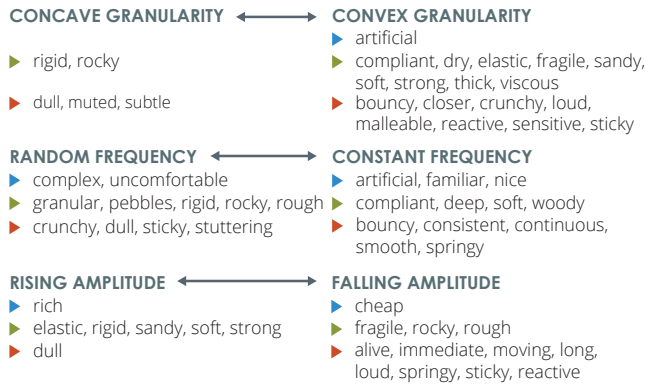 CONCAVE GRANULARITY
CONVEX GRANULARITY
artificial
rigid, rocky
compliant, dry, elastic, fragile, sandy,
soft, strong, thick, viscous
dull, muted, subtle
bouncy, closer, crunchy, loud,
malleable, reactive, sensitive, sticky
RANDOM FREQUENCY
CONSTANT FREQUENCY
complex, uncomfortable
artificial, familiar, nice
granular, pebbles, rigid, rocky, rough
compliant, deep, soft, woody
crunchy, dull, sticky, stuttering
bouncy, consistent, continuous,
smooth, springy
RISING AMPLITUDE
FALLING AMPLITUDE
rich
cheap
elastic, rigid, sandy, soft, strong
fragile, rocky, rough
dull
alive, immediate, moving, long,
loud, springy, sticky, reactive